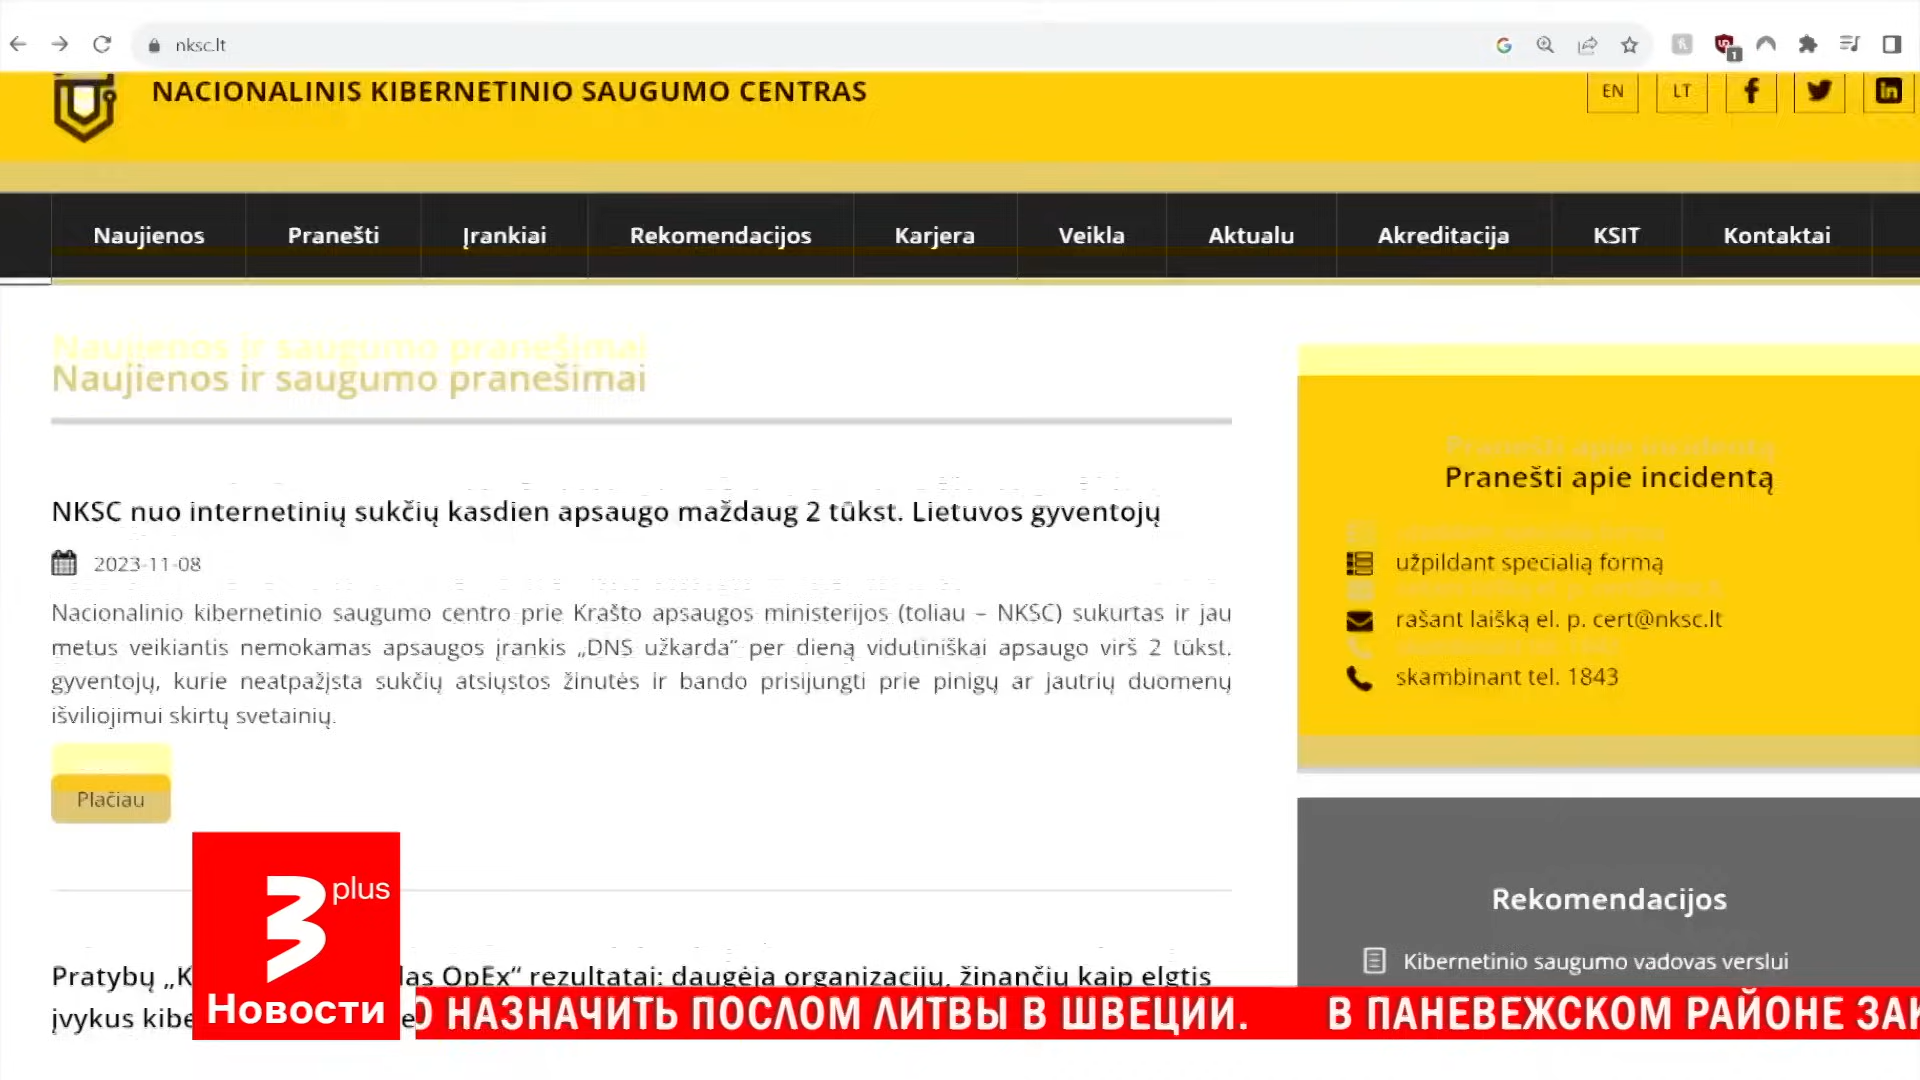 nksc.lt
NACIONALINIS KIBERNETINIO SAUGUMO CENTRAS
EN LT
Naujienos Pranešti Įrankiai Rekomendacijos Karjera Veikla Aktualu Akreditacija KSIT Kontaktai
Naujienos ir saugumo pranešimai
NKSC nuo internetinių sukčių kasdien apsaugo maždaug 2 tūkst. Lietuvos gyventojų
2023-11-08
Nacionalinio kibernetinio saugumo centro prie Krašto apsaugos ministerijos (toliau – NKSC) sukurtas ir jau
metus veikiantis nemokamas apsaugos įrankis „DNS užkarda“ per dieną vidutiniškai apsaugo virš 2 tūkst.
gyventojų, kurie neatpažįsta sukčių atsiųstos žinutės ir bando prisijungti prie pinigų ar jautrių duomenų
išviliojimui skirtų svetainių.
Plačiau
Pranešti apie incidentą
užpildant specialią formą
rašant laišką el. p. cert@nksc.lt
skambinant tel. 1843
Rekomendacijos
Kibernetinio saugumo vadovas verslui
Pratybų OpEx“ rezultatai: daugėja organizacijų, žinančių kaip elgtis
įvykus
3 plus
Новости
НАЗНАЧИТЬ ПОСЛОМ ЛИТВЫ В ШВЕЦИИ. В ПАНЕВЕЖСКОМ РАЙОНЕ